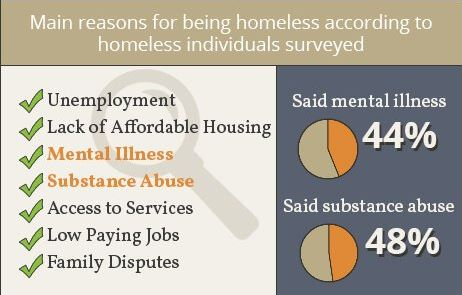 Main reasons for being homeless according to
homeless individuals surveyed
Unemployment
Lack of Affordable Housing
Mental Illness
Substance Abuse
Access to Services
Low Paying Jobs
Family Disputes
Said mental illness
44%
Said substance abuse
48%